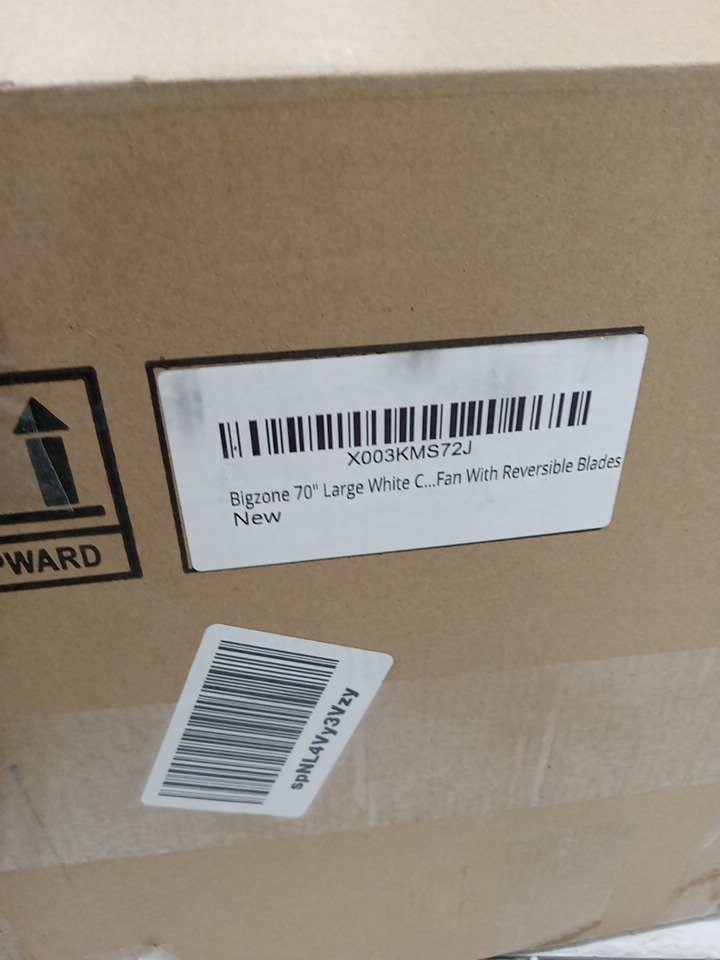 X003KMS72J
Bigzone 70" Large White C...Fan With Reversible Blades
New
PWARD
spNL4Vy3Vzy